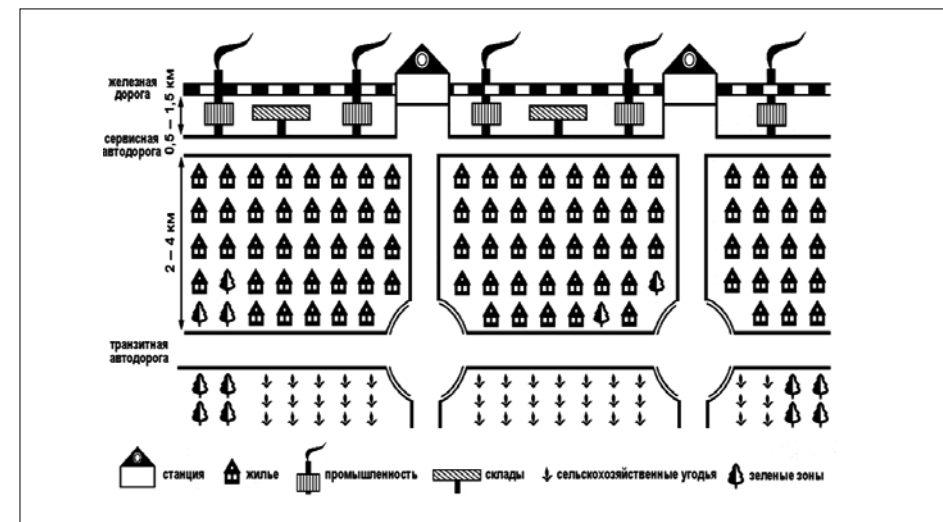 железная
дорога
0,5 – 1,5 км
сервисная
автодорога
2 – 4 км
транзитная
автодорога
станция
жилье
промышленность
склады
сельскохозяйственные угодья
зеленые зоны